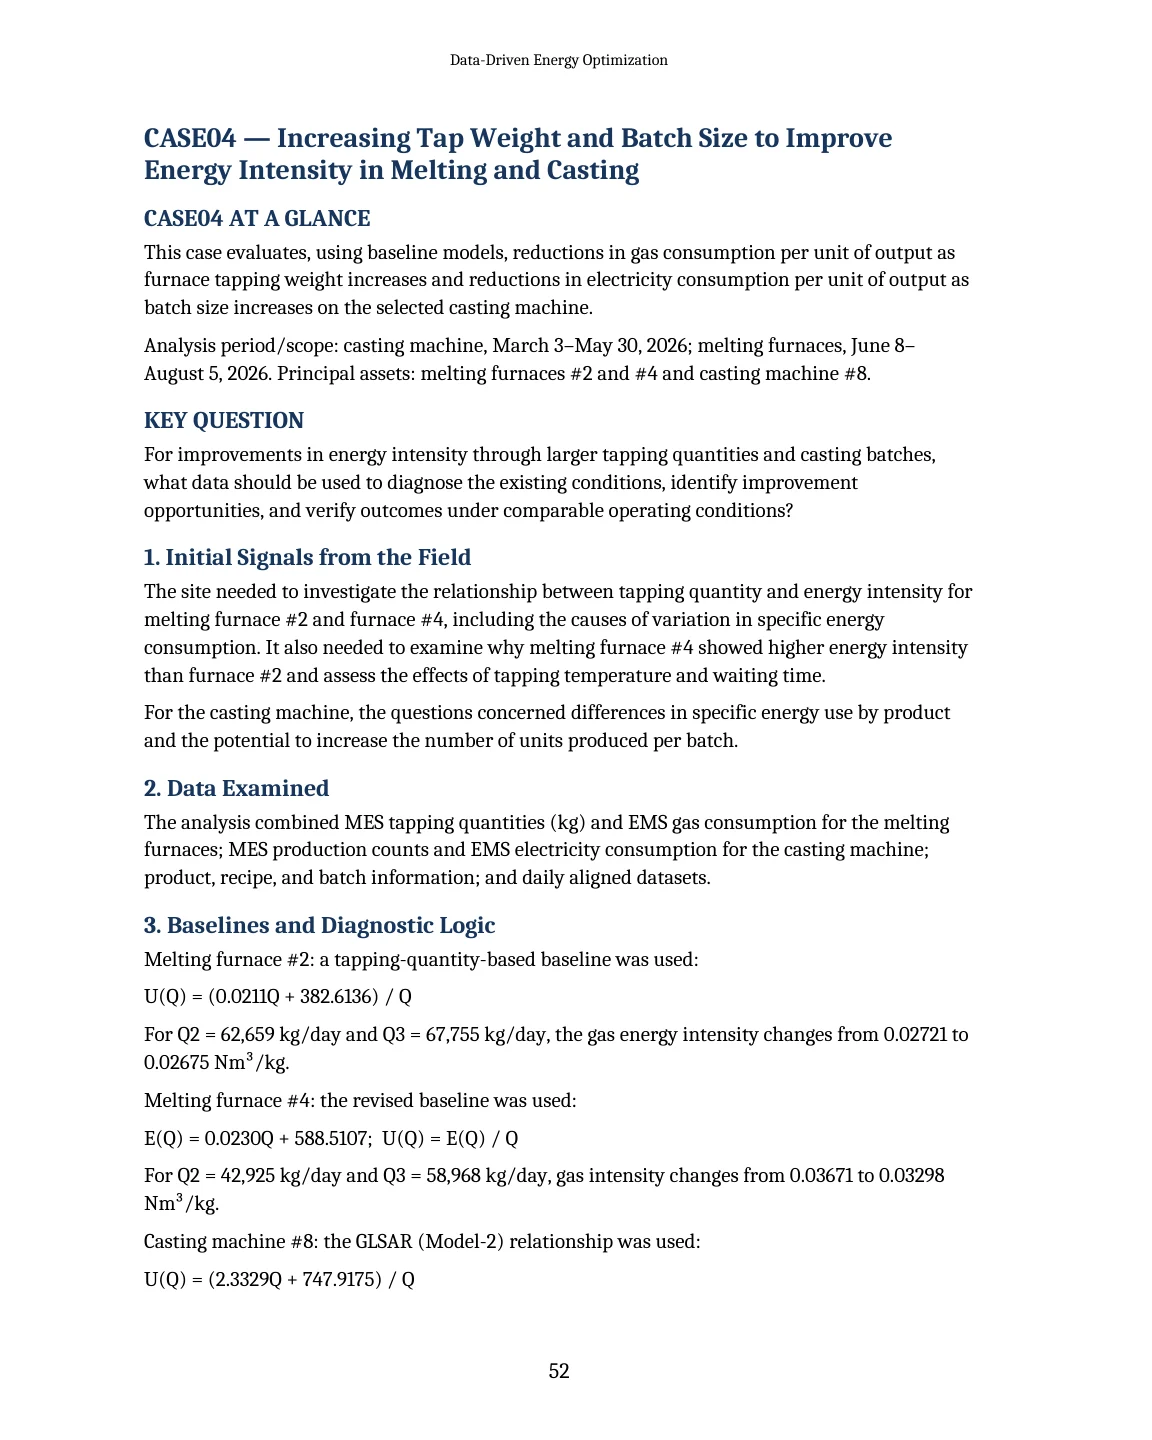 Data-Driven Energy Optimization
CASE04 — Increasing Tap Weight and Batch Size to Improve
Energy Intensity in Melting and Casting
CASE04 AT A GLANCE
This case evaluates, using baseline models, reductions in gas consumption per unit of output as
furnace tapping weight increases and reductions in electricity consumption per unit of output as
batch size increases on the selected casting machine.
Analysis period/scope: casting machine, March 3–May 30, 2026; melting furnaces, June 8–
August 5, 2026. Principal assets: melting furnaces #2 and #4 and casting machine #8.
KEY QUESTION
For improvements in energy intensity through larger tapping quantities and casting batches,
what data should be used to diagnose the existing conditions, identify improvement
opportunities, and verify outcomes under comparable operating conditions?
1. Initial Signals from the Field
The site needed to investigate the relationship between tapping quantity and energy intensity for
melting furnace #2 and furnace #4, including the causes of variation in specific energy
consumption. It also needed to examine why melting furnace #4 showed higher energy intensity
than furnace #2 and assess the effects of tapping temperature and waiting time.
For the casting machine, the questions concerned differences in specific energy use by product
and the potential to increase the number of units produced per batch.
2. Data Examined
The analysis combined MES tapping quantities (kg) and EMS gas consumption for the melting
furnaces; MES production counts and EMS electricity consumption for the casting machine;
product, recipe, and batch information; and daily aligned datasets.
3. Baselines and Diagnostic Logic
Melting furnace #2: a tapping-quantity-based baseline was used:
U(Q) = (0.0211Q + 382.6136) / Q
For Q2 = 62,659 kg/day and Q3 = 67,755 kg/day, the gas energy intensity changes from 0.02721 to
0.02675 Nm³/kg.
Melting furnace #4: the revised baseline was used:
E(Q) = 0.0230Q + 588.5107;  U(Q) = E(Q) / Q
For Q2 = 42,925 kg/day and Q3 = 58,968 kg/day, gas intensity changes from 0.03671 to 0.03298
Nm³/kg.
Casting machine #8: the GLSAR (Model-2) relationship was used:
U(Q) = (2.3329Q + 747.9175) / Q
52